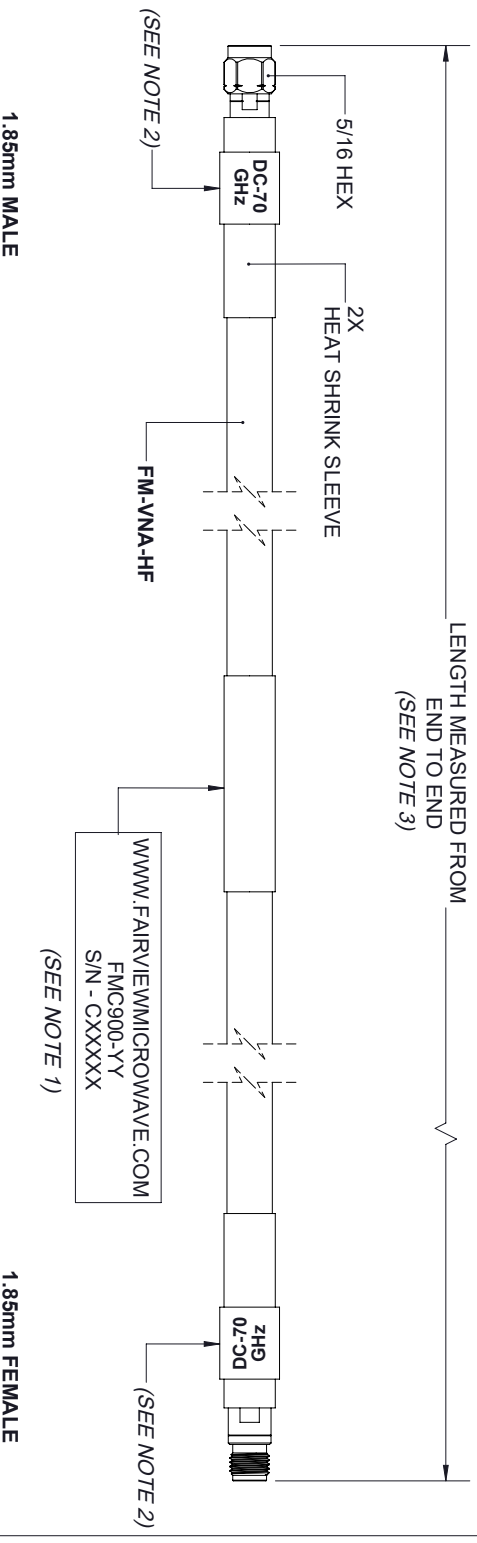 LENGTH MEASURED FROM
END TO END
(SEE NOTE 3)
5/16 HEX
2X
HEAT SHRINK SLEEVE
DC-70
GHz
(SEE NOTE 2)
FM-VNA-HF
WWW.FAIRVIEWMICROWAVE.COM
FMC900-YY
S/N - CXXXXX
(SEE NOTE 1)
GHz
DC-70
(SEE NOTE 2)
1.85mm MALE
1.85mm FEMALE